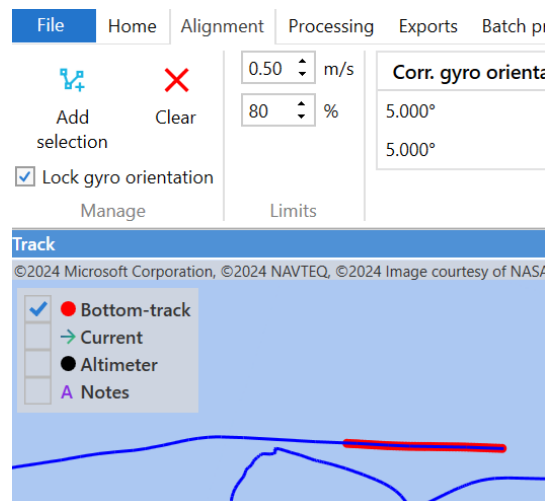 File Home Alignment Processing Exports Batch
0.50 m/s Corr. gyro
Add selection Clear 80 % 5.000°
5.000°
Lock gyro orientation
Manage Limits
Track
©2024 Microsoft Corporation, ©2024 NAVTEQ, ©2024 Image courtesy of NASA
Bottom-track
Current
Altimeter
A Notes